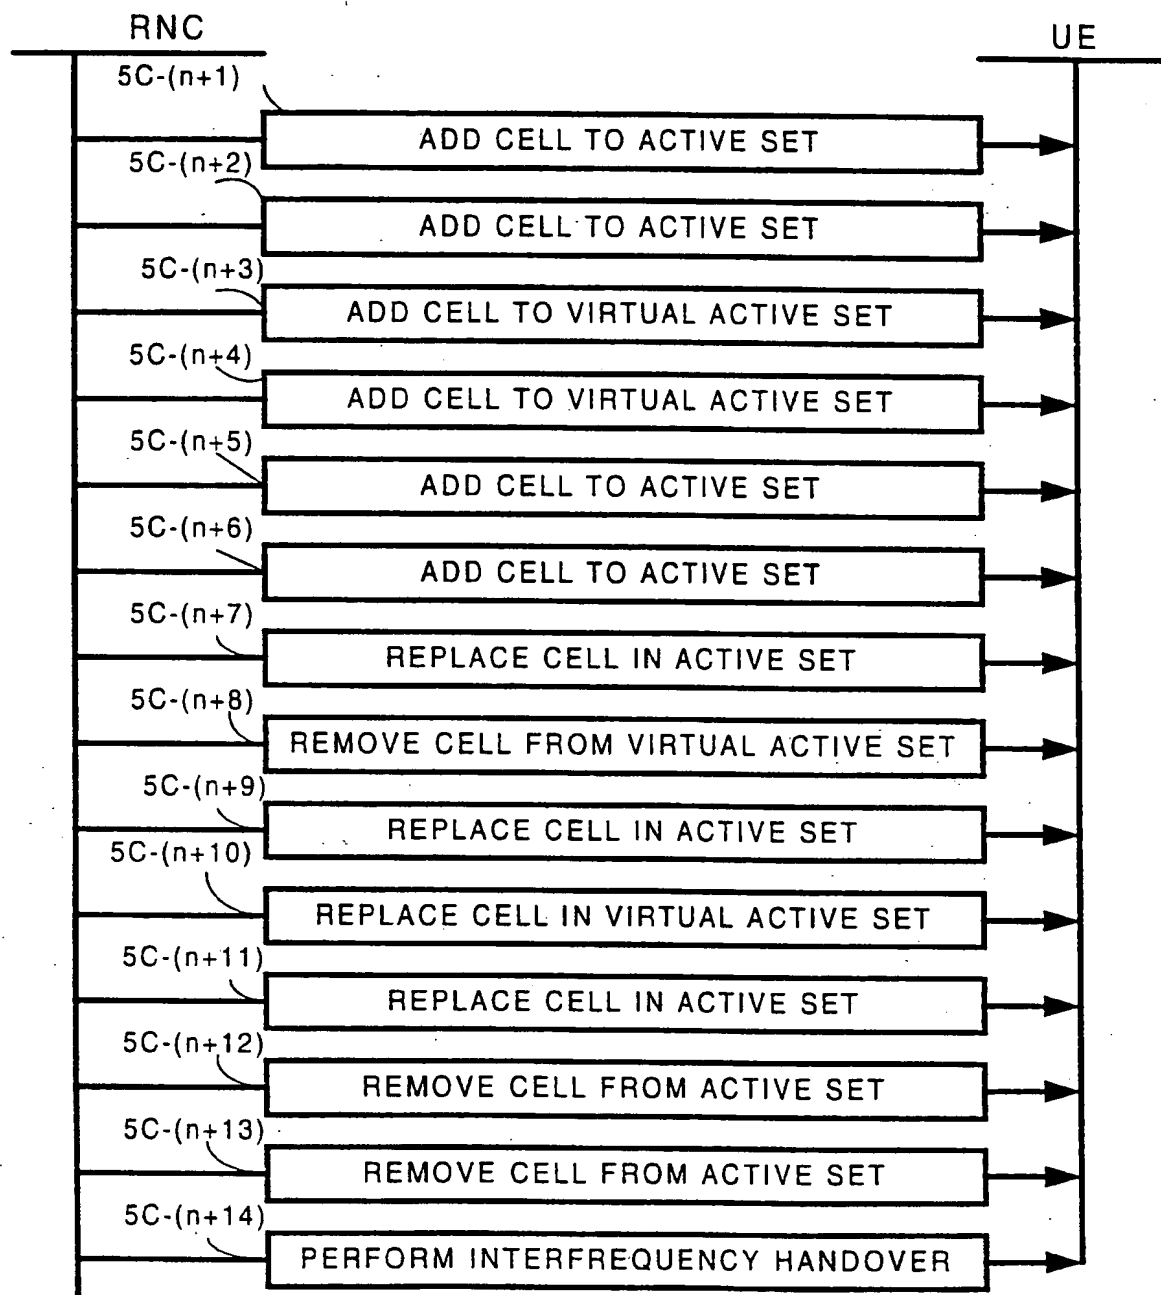 RNC
UE
5C-(n+1)
ADD CELL TO ACTIVE SET
5C-(n+2)
ADD CELL TO ACTIVE SET
5C-(n+3)
ADD CELL TO VIRTUAL ACTIVE SET
5C-(n+4)
ADD CELL TO VIRTUAL ACTIVE SET
5C-(n+5)
ADD CELL TO ACTIVE SET
5C-(n+6)
ADD CELL TO ACTIVE SET
5C-(n+7)
REPLACE CELL IN ACTIVE SET
5C-(n+8)
REMOVE CELL FROM VIRTUAL ACTIVE SET
5C-(n+9)
REPLACE CELL IN ACTIVE SET
5C-(n+10)
REPLACE CELL IN VIRTUAL ACTIVE SET
5C-(n+11)
REPLACE CELL IN ACTIVE SET
5C-(n+12)
REMOVE CELL FROM ACTIVE SET
5C-(n+13)
REMOVE CELL FROM ACTIVE SET
5C-(n+14)
PERFORM INTERFREQUENCY HANDOVER